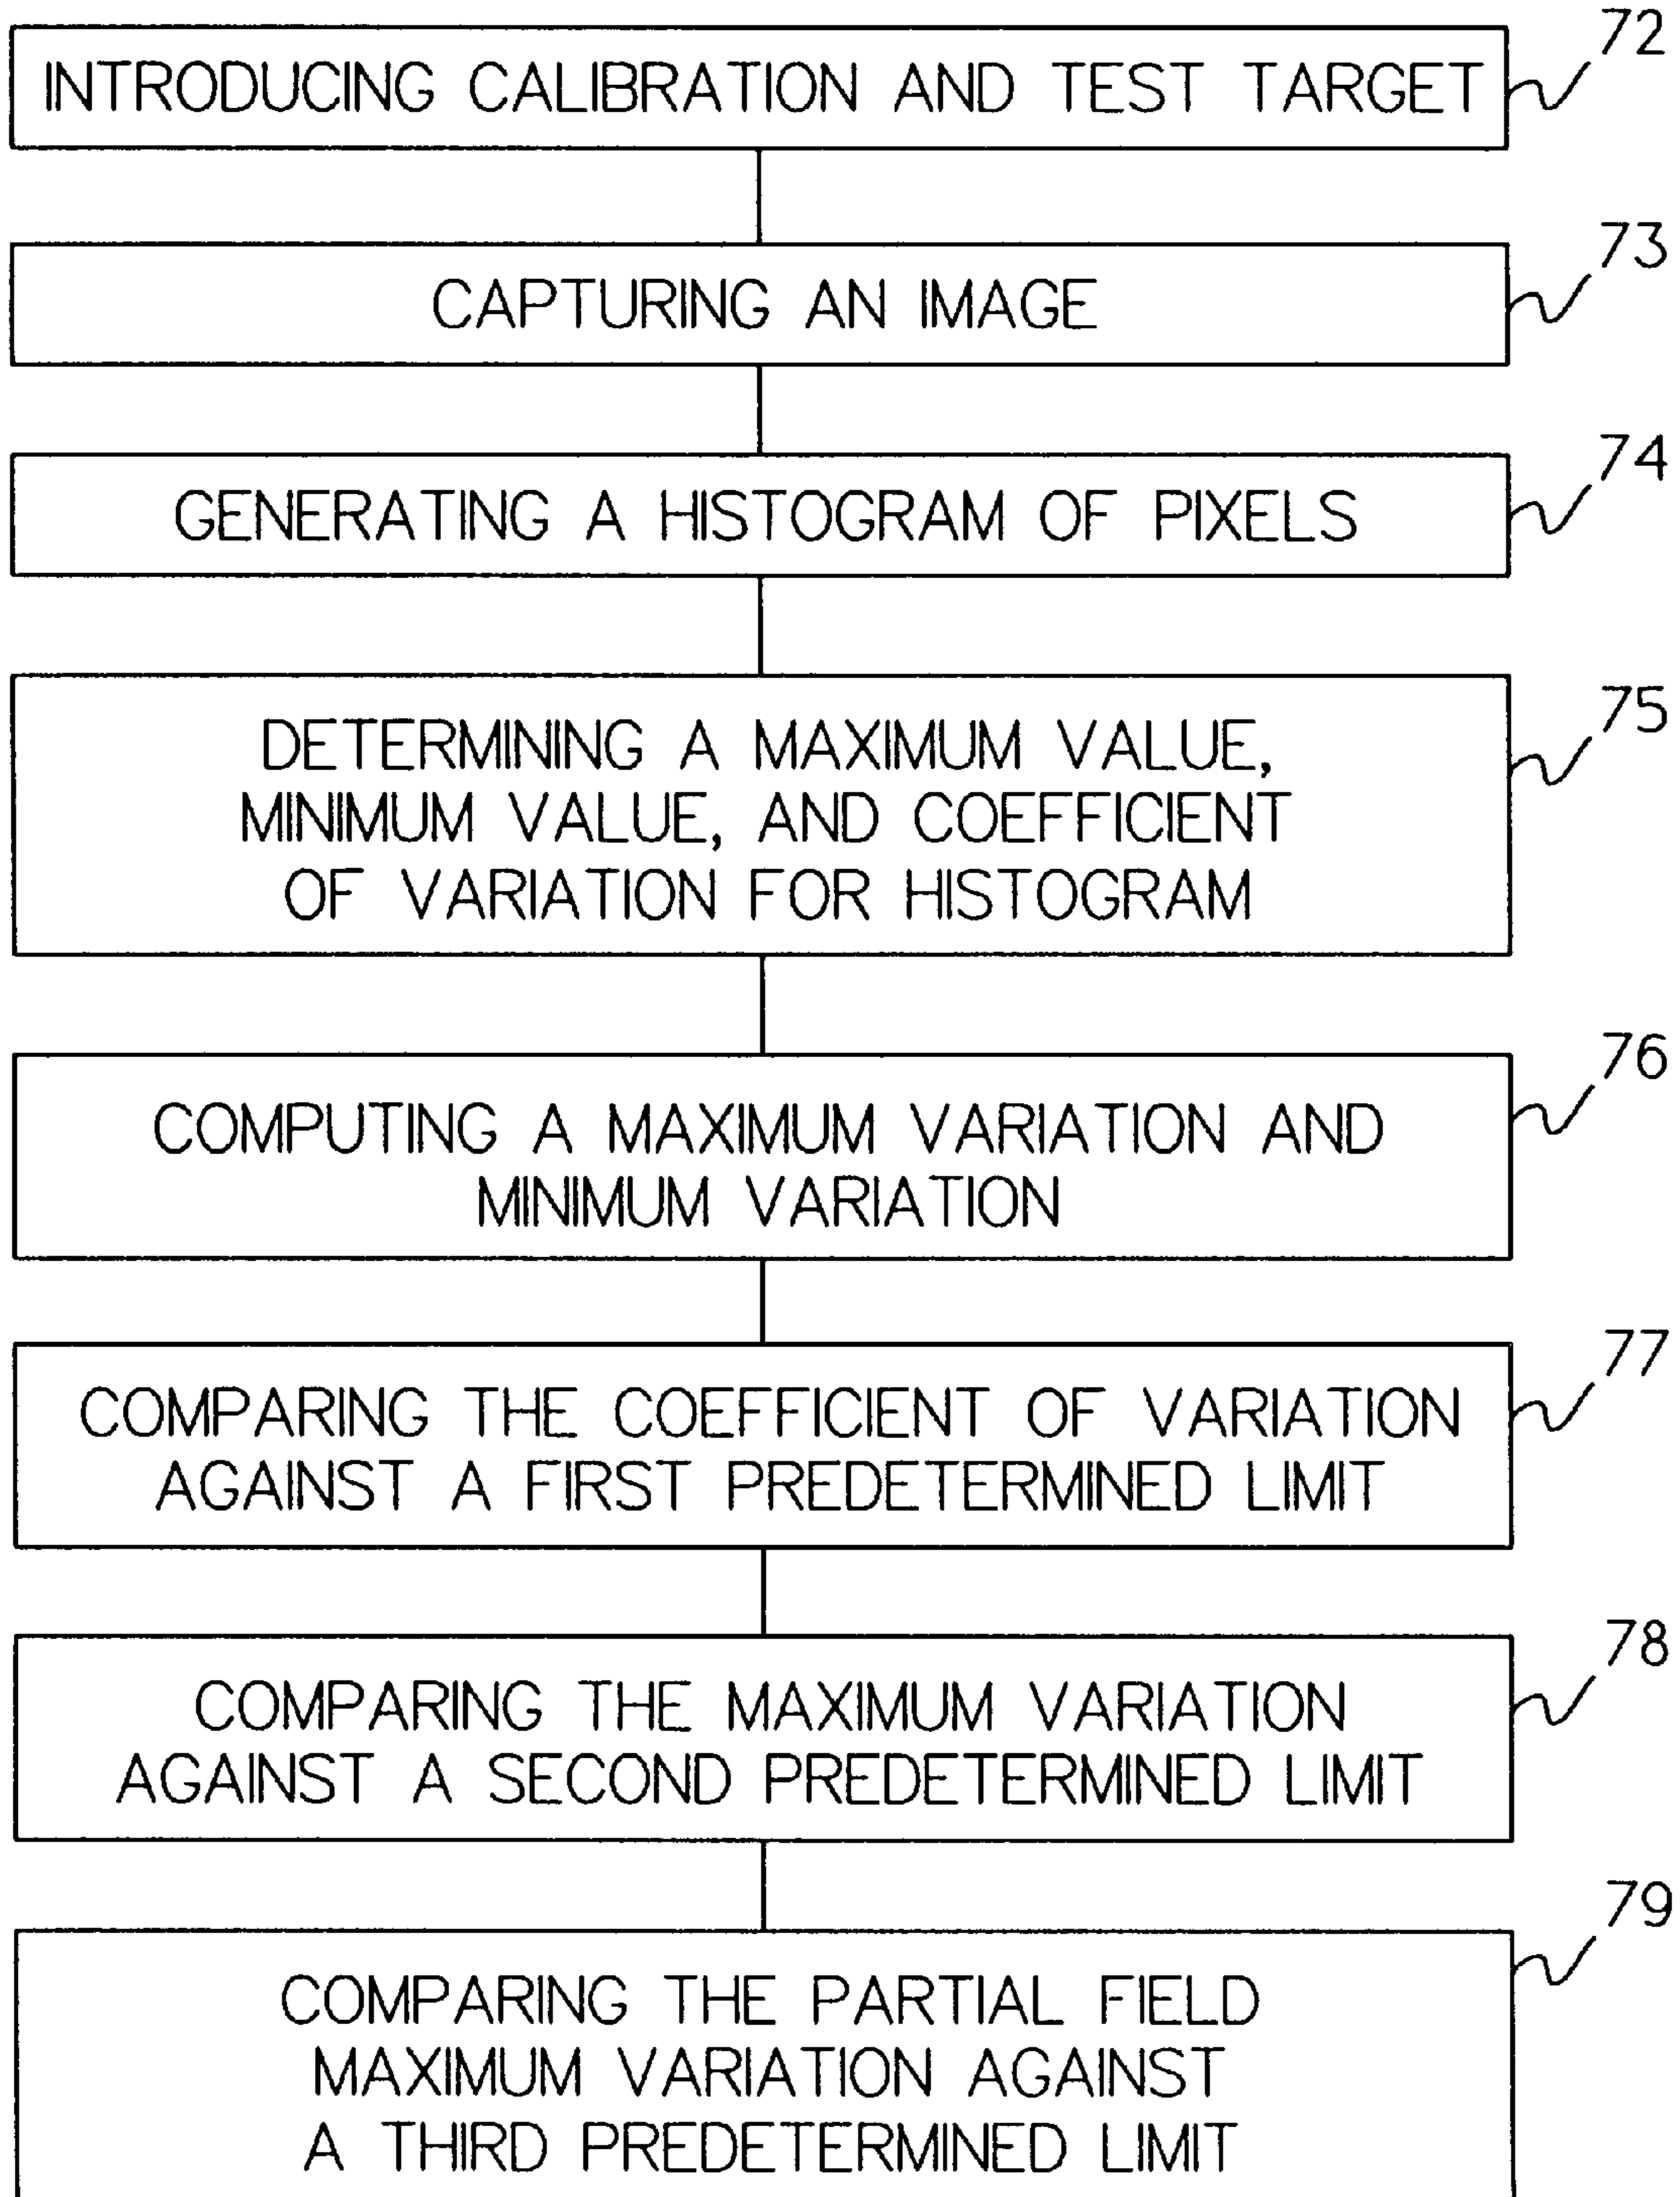 72
INTRODUCING CALIBRATION AND TEST TARGET
73
CAPTURING AN IMAGE
74
GENERATING A HISTOGRAM OF PIXELS
75
DETERMINING A MAXIMUM VALUE,
MINIMUM VALUE, AND COEFFICIENT
OF VARIATION FOR HISTOGRAM
76
COMPUTING A MAXIMUM VARIATION AND
MINIMUM VARIATION
77
COMPARING THE COEFFICIENT OF VARIATION
AGAINST A FIRST PREDETERMINED LIMIT
78
COMPARING THE MAXIMUM VARIATION
AGAINST A SECOND PREDETERMINED LIMIT
79
COMPARING THE PARTIAL FIELD
MAXIMUM VARIATION AGAINST
A THIRD PREDETERMINED LIMIT